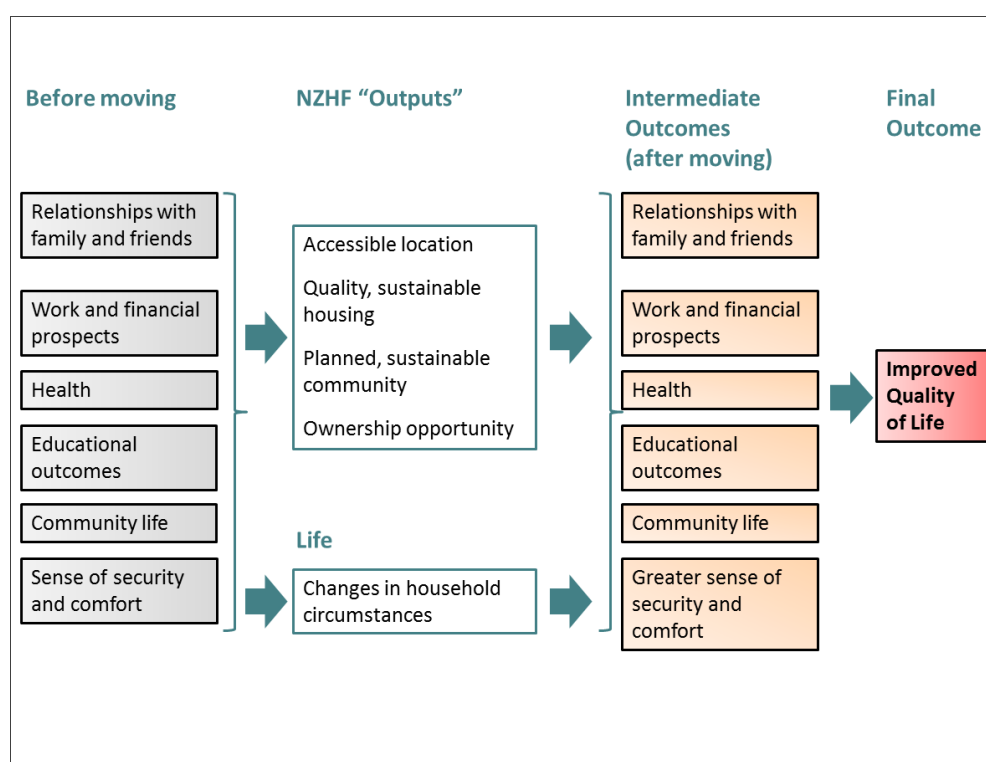 Before moving
Relationships with
family and friends
Work and financial
prospects
Health
Educational
outcomes
Community life
Sense of security
and comfort
NZHF “Outputs”
Accessible location
Quality, sustainable
housing
Planned, sustainable
community
Ownership opportunity
Life
Changes in household
circumstances
Intermediate
Outcomes
(after moving)
Relationships with
family and friends
Work and financial
prospects
Health
Educational
outcomes
Community life
Greater sense of
security and
comfort
Final
Outcome
Improved
Quality
of Life